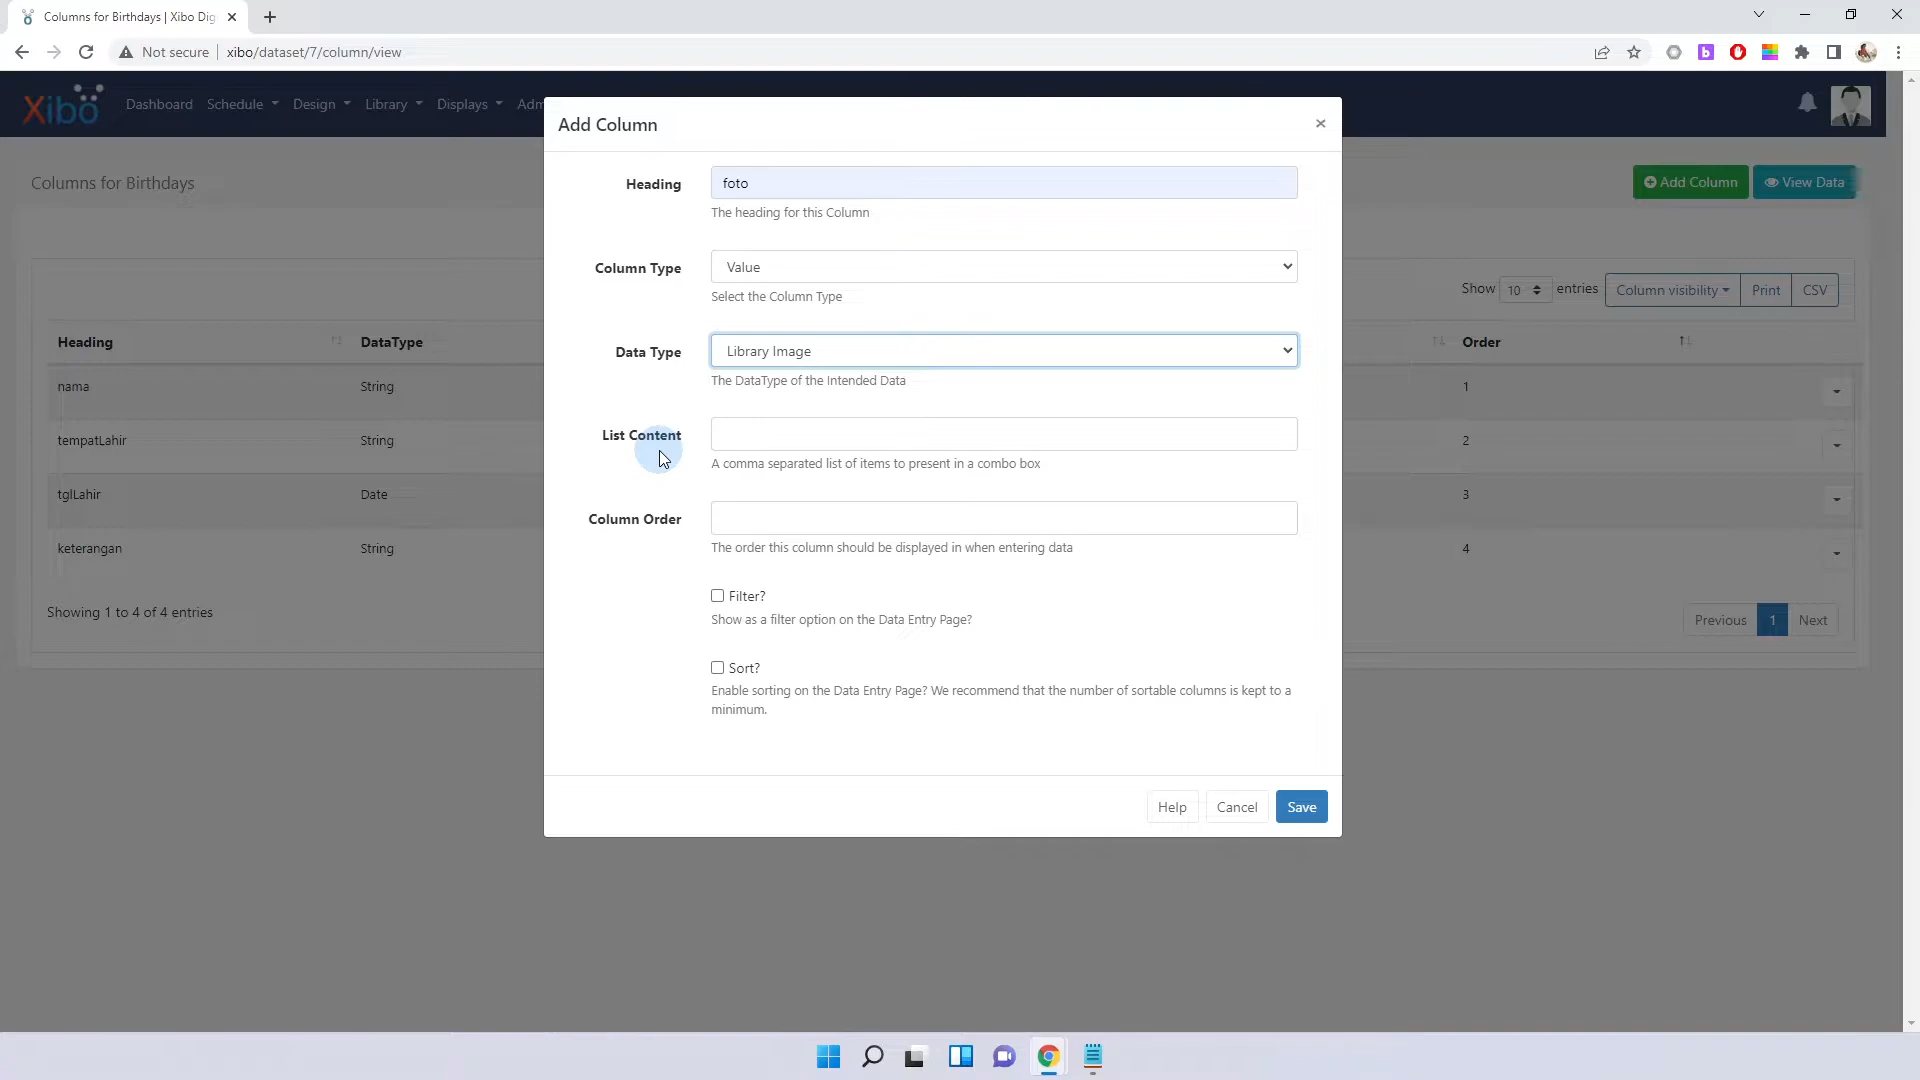 Columns for Birthdays | Xibo Dig
Not secure
xibo/dataset/7/column/view
Xibo
Dashboard
Schedule
Design
Library
Displays
Adm
Add Column
×
Columns for Birthdays
Add Column
View Data
Heading
foto
The heading for this Column
Column Type
Value
Select the Column Type
Show 10 entries
Column visibility
Print
CSV
Heading
DataType
Order
Data Type
Library Image
The DataType of the Intended Data
nama
String
1
List Content
A comma separated list of items to present in a combo box
tempatLahir
String
2
tglLahir
Date
3
Column Order
The order this column should be displayed in when entering data
keterangan
String
4
Filter?
Show as a filter option on the Data Entry Page?
Showing 1 to 4 of 4 entries
Previous
1
Next
Sort?
Enable sorting on the Data Entry Page? We recommend that the number of sortable columns is kept to a
minimum.
Help
Cancel
Save